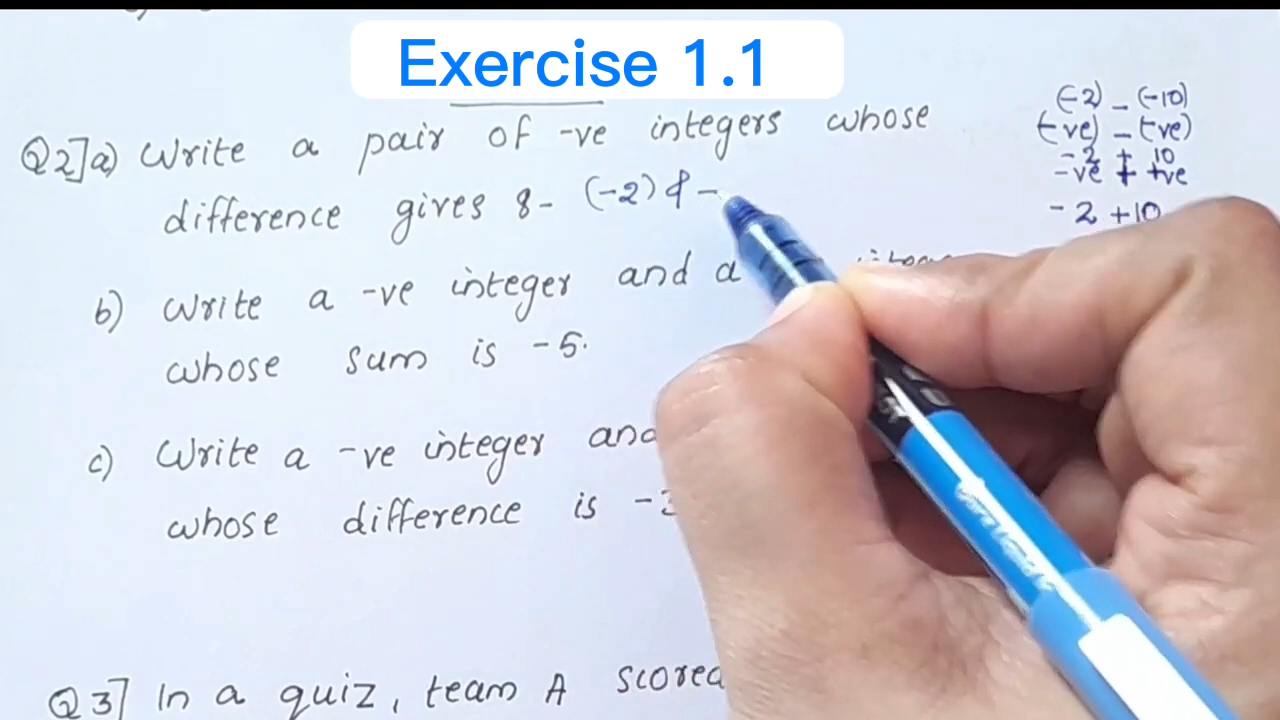 Exercise 1.1
Q2]a) Write a pair of -ve integers whose
difference gives 8- (-2) & -
(-2) - (-10)
(-ve) - (-ve)
-2 + 10
-ve + +ve
-2 +10
b) Write a -ve integer and a
whose sum is -5.
c) Write a -ve integer and
whose difference is -3
Q3] In a quiz, team A scored